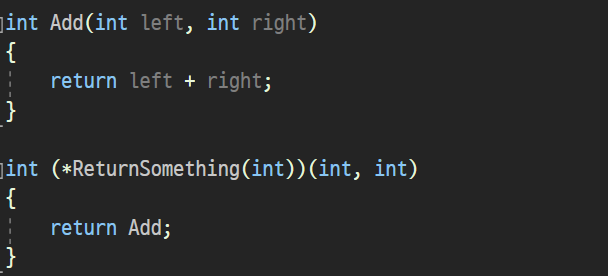 int Add(int left, int right)
{
    return left + right;
}

int (*ReturnSomething(int))(int, int)
{
    return Add;
}